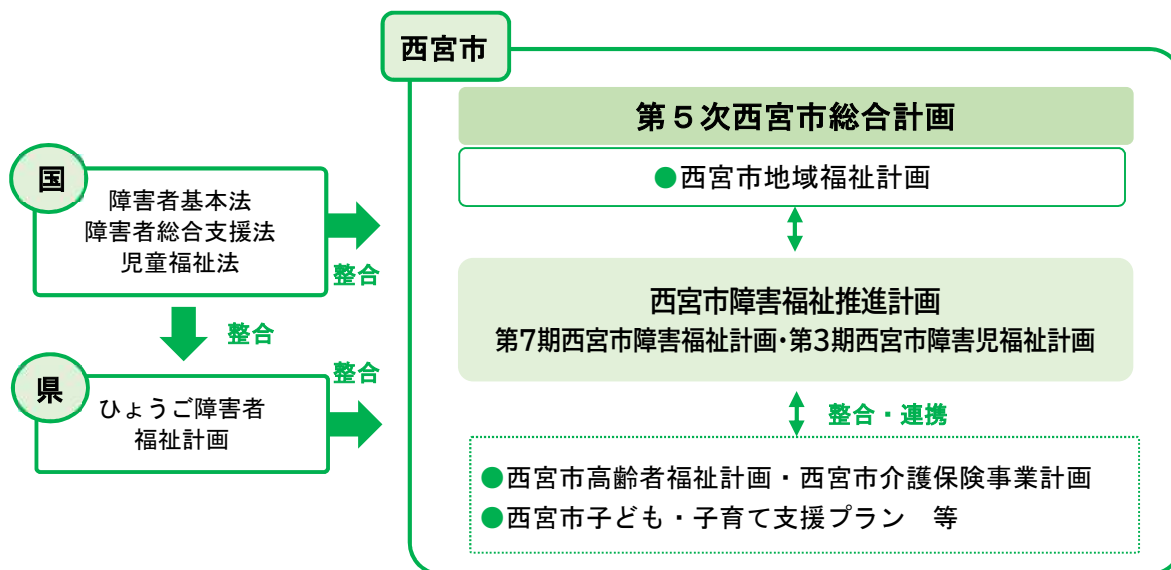 西宮市
第５次西宮市総合計画
●西宮市地域福祉計画
国
障害者基本法
障害者総合支援法
児童福祉法
整合
整合
西宮市障害福祉推進計画
第7期西宮市障害福祉計画・第3期西宮市障害児福祉計画
県
ひょうご障害者
福祉計画
整合
整合・連携
●西宮市高齢者福祉計画・西宮市介護保険事業計画
●西宮市子ども・子育て支援プラン　等